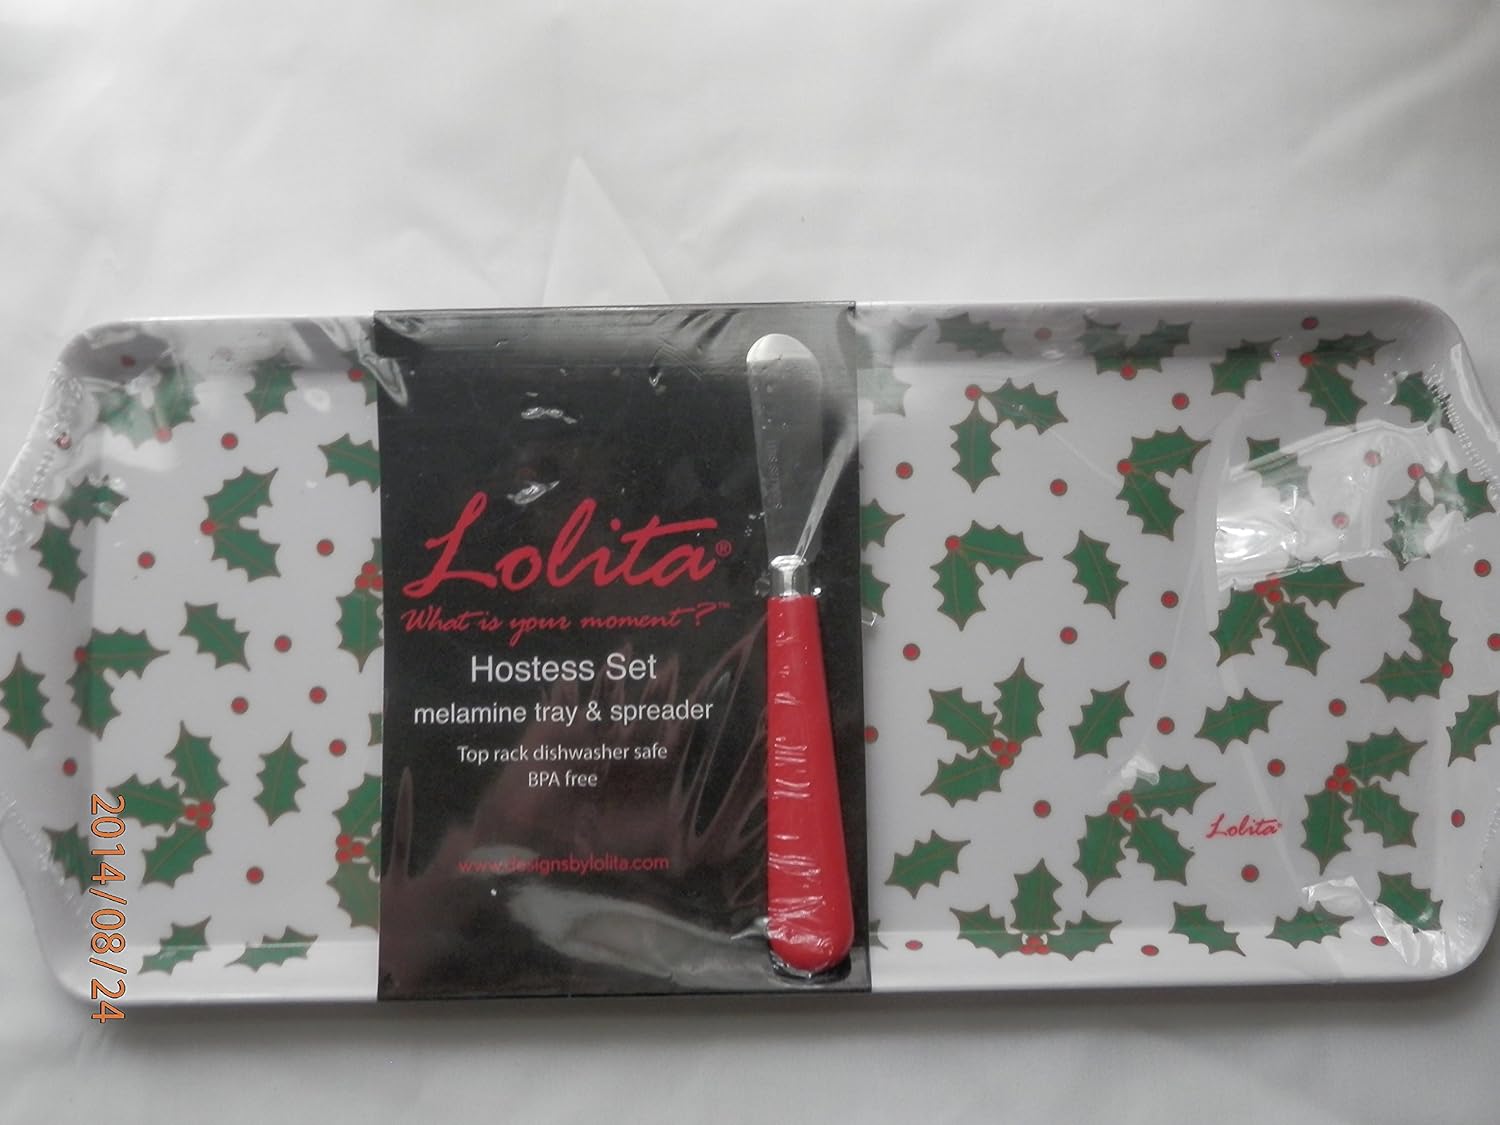 Lolita®
What is your moment?™
Hostess Set
melamine tray & spreader
Top rack dishwasher safe
BPA free
www.designsbylolita.com
Lolita™
2014/08/24